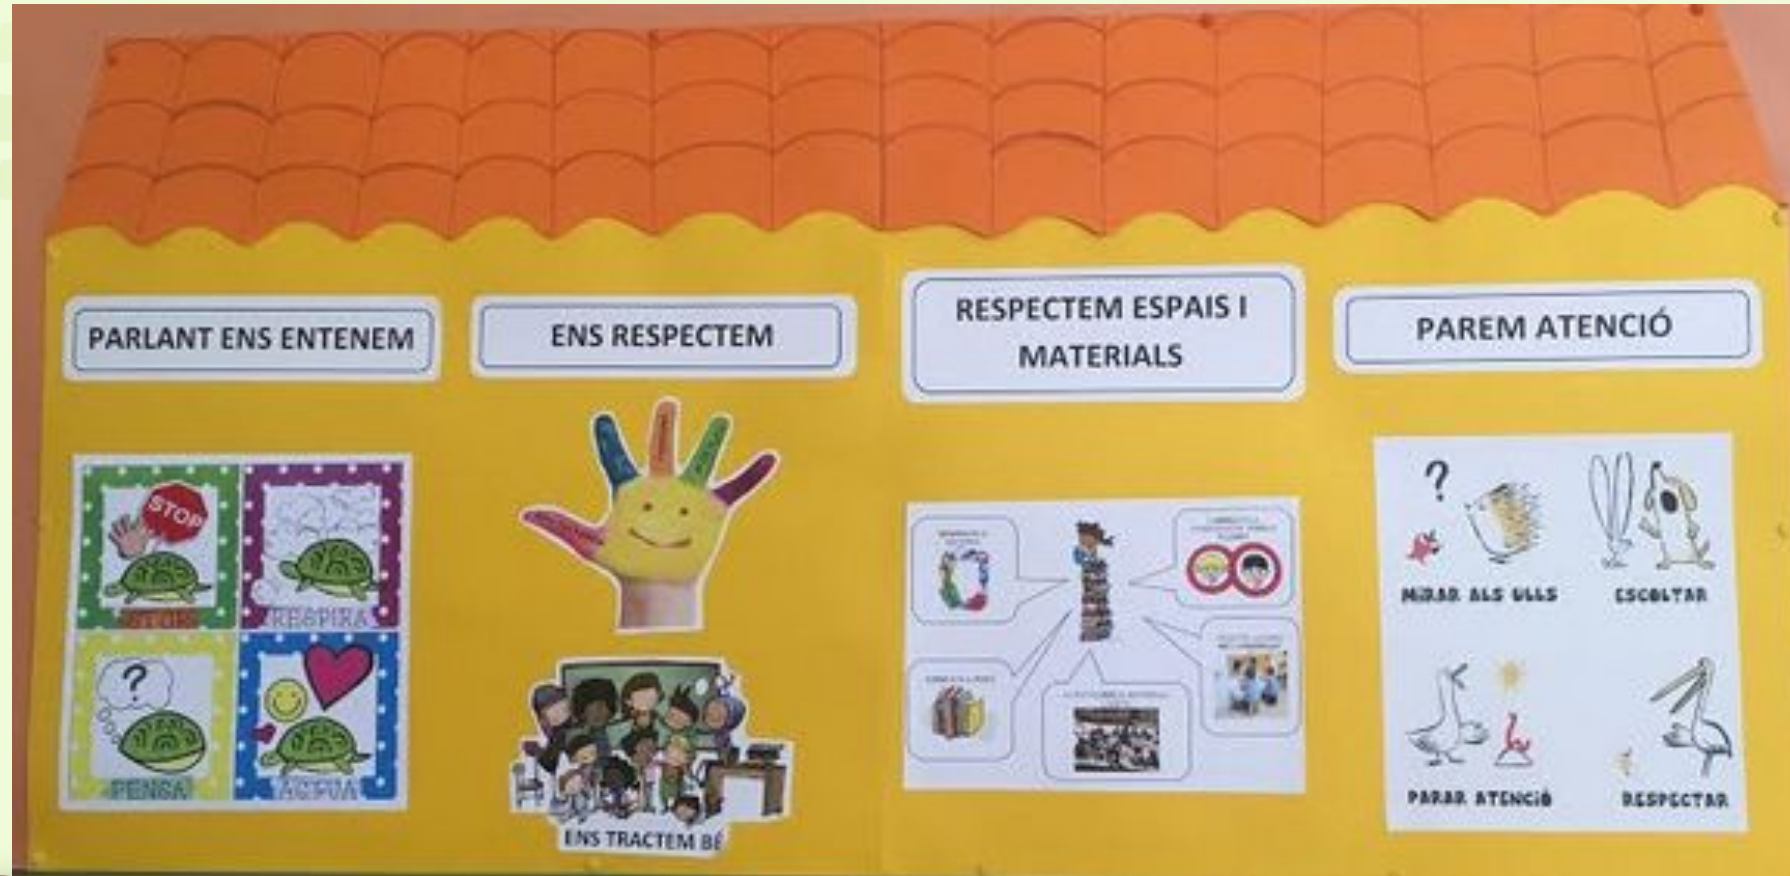 PARLANT ENS ENTENEM
ENS RESPECTEM
RESPECTEM ESPAIS I
MATERIALS
PAREM ATENCIÓ
STOP
STOP
RESPIRA
?
PENSA
ACTUA
ENS TRACTEM BÉ
?
MIRAR ALS ULLS
ESCOLTAR
PARAR ATENCIÓ
RESPECTAR